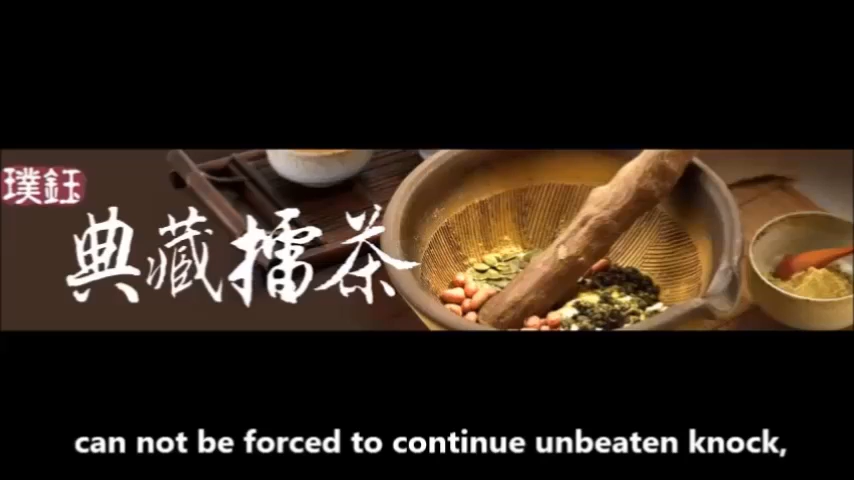 璞鈺
典藏擂茶
can not be forced to continue unbeaten knock,